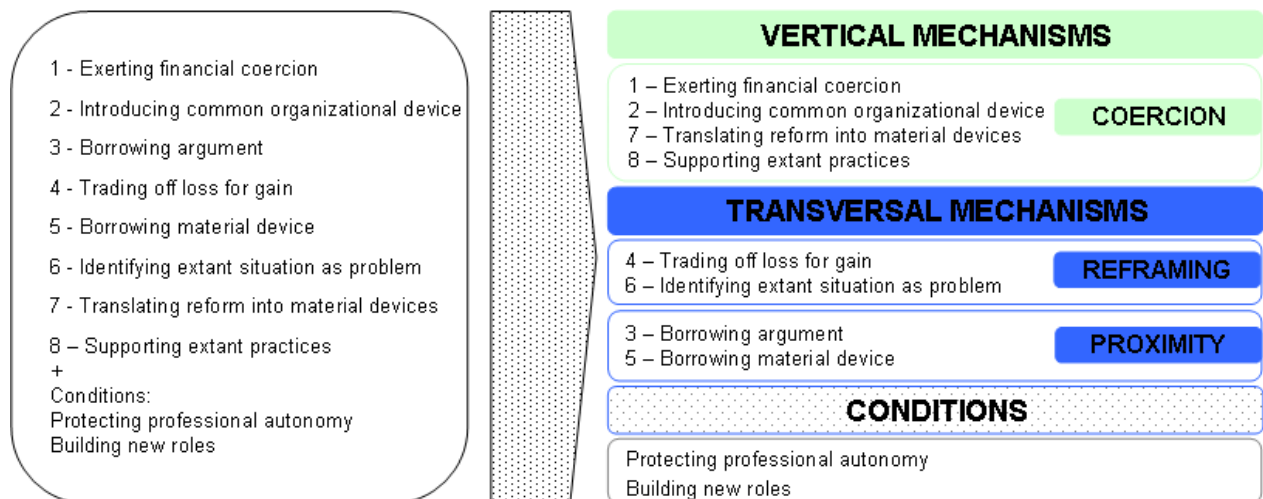 1 - Exerting financial coercion
2 - Introducing common organizational device
3 - Borrowing argument
4 - Trading off loss for gain
5 - Borrowing material device
6 - Identifying extant situation as problem
7 - Translating reform into material devices
8 – Supporting extant practices
+
Conditions:
Protecting professional autonomy
Building new roles
VERTICAL MECHANISMS
1 – Exerting financial coercion
2 – Introducing common organizational device
7 – Translating reform into material devices
8 – Supporting extant practices
COERCION
TRANSVERSAL MECHANISMS
4 – Trading off loss for gain
6 – Identifying extant situation as problem
REFRAMING
3 – Borrowing argument
5 – Borrowing material device
PROXIMITY
CONDITIONS
Protecting professional autonomy
Building new roles